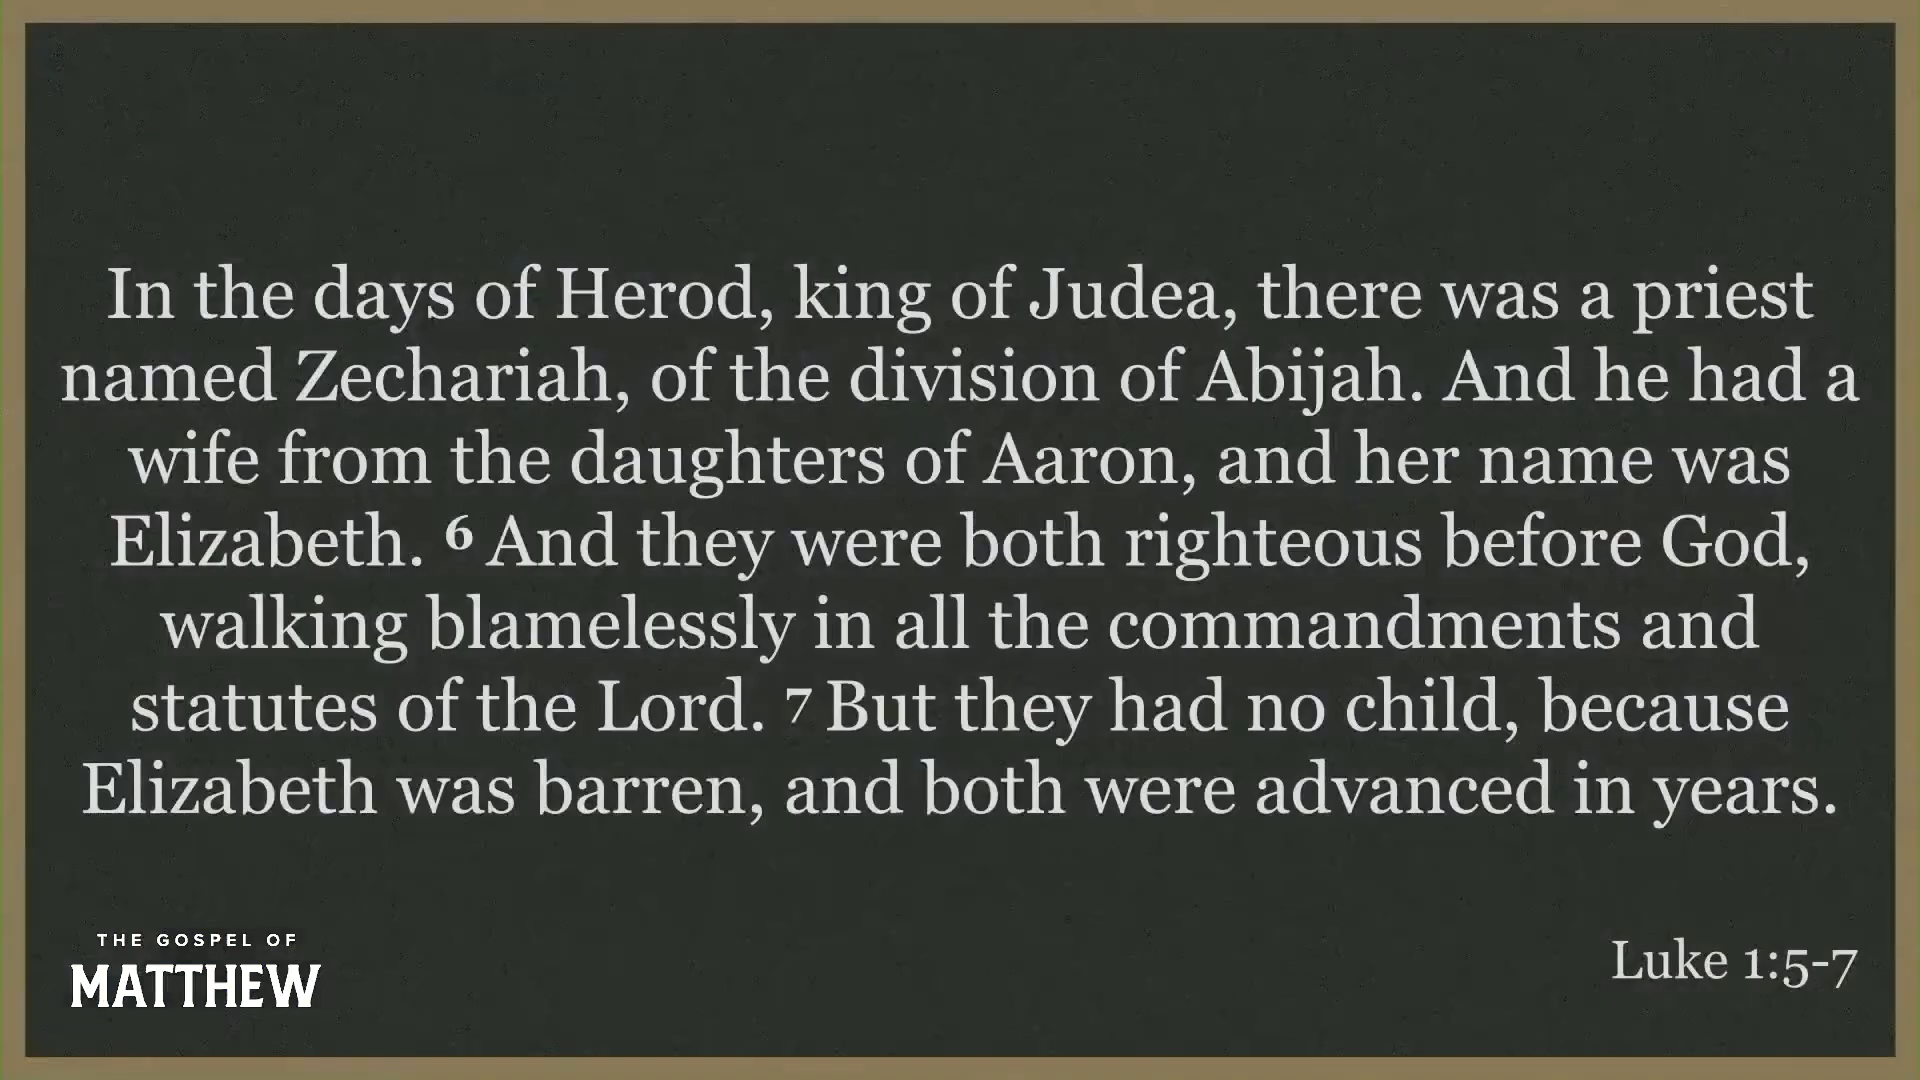 In the days of Herod, king of Judea, there was a priest
named Zechariah, of the division of Abijah. And he had a
wife from the daughters of Aaron, and her name was
Elizabeth. 6 And they were both righteous before God,
walking blamelessly in all the commandments and
statutes of the Lord. 7 But they had no child, because
Elizabeth was barren, and both were advanced in years.
THE GOSPEL OF
MATTHEW
Luke 1:5-7